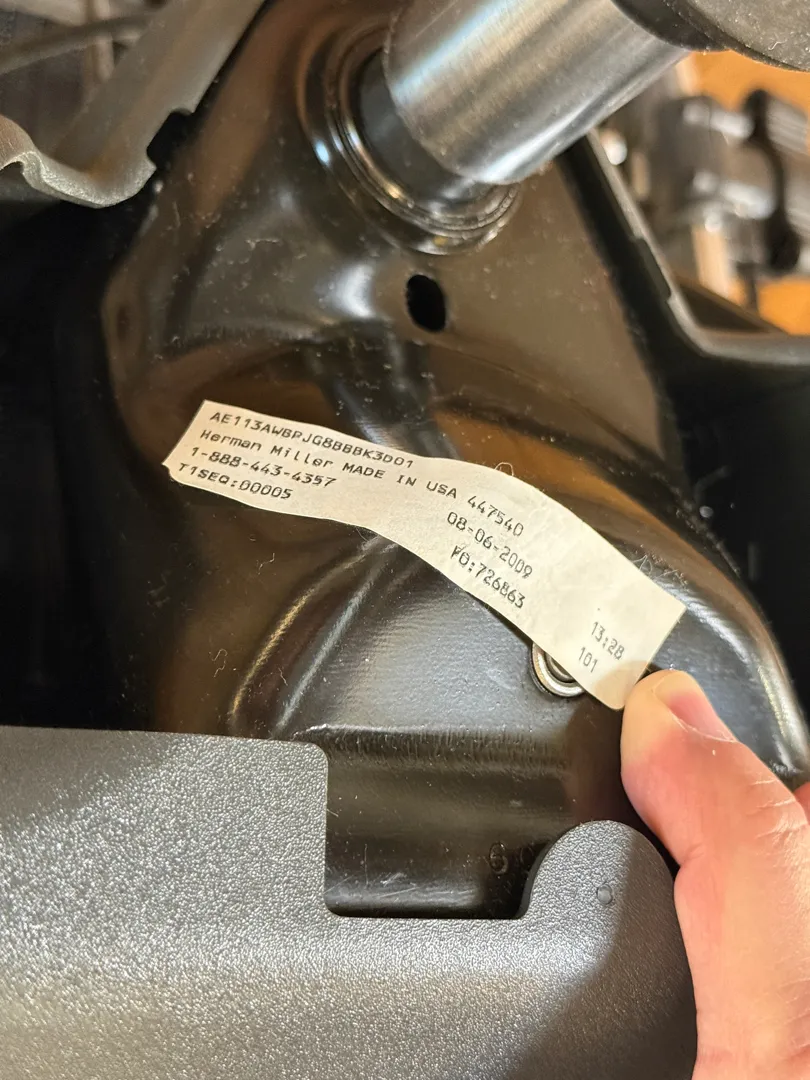 AE113AWBPJG8BBBK3D01
Herman Miller MADE IN USA 447540
1-888-443-4357 08-06-2009
T1SEQ:00005 PO:726863 13:28
101
6